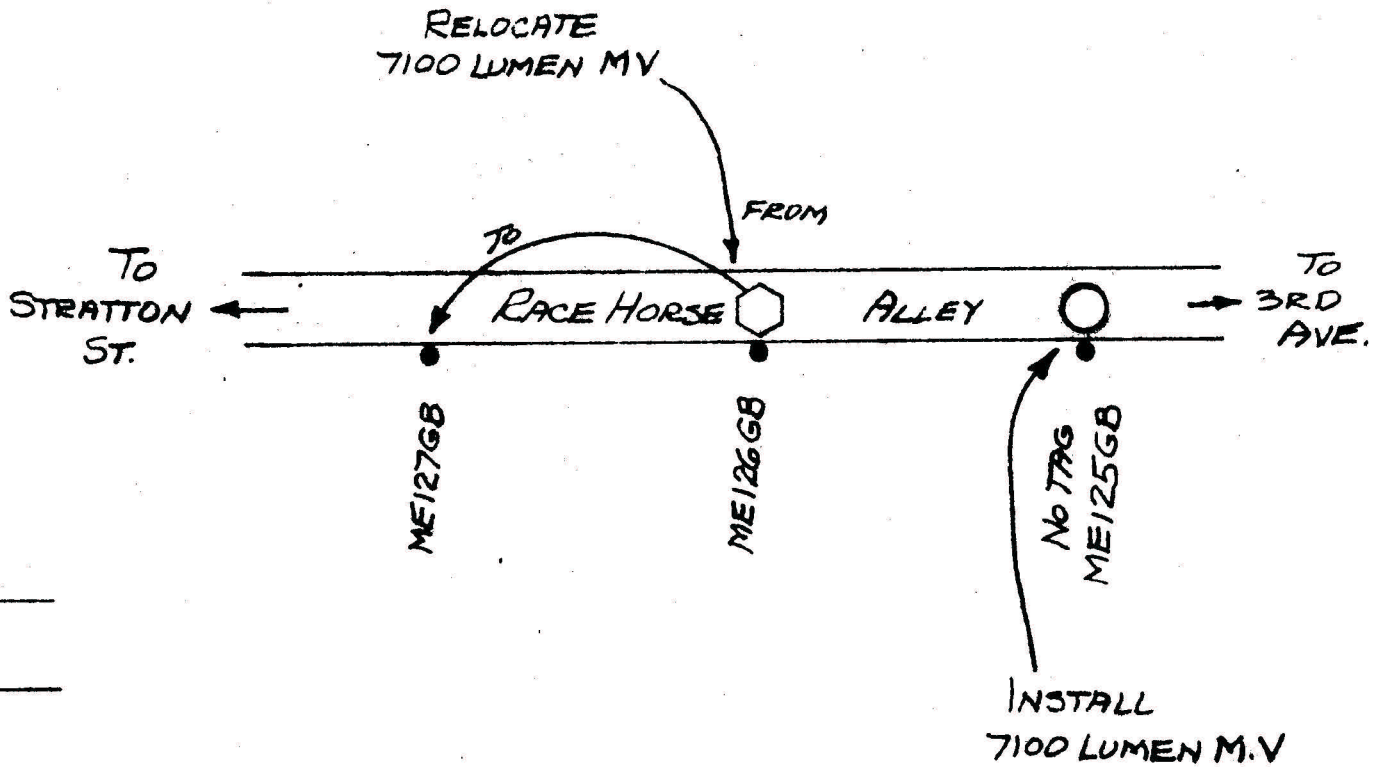 RELOCATE
7100 LUMEN MV
FROM
TO
TO
STRATTON
ST.
RACE HORSE ALLEY
TO
3RD
AVE.
ME127GB
ME126GB
NO TAG
ME125GB
INSTALL
7100 LUMEN M.V